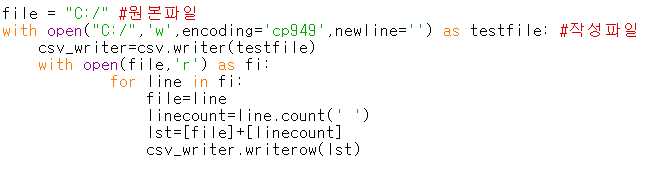 file = "C:/" #원본파일
with open("C:/",'w',encoding='cp949',newline='') as testfile: #작성파일
    csv_writer=csv.writer(testfile)
    with open(file,'r') as fi:
            for line in fi:
                file=line
                linecount=line.count(' ')
                lst=[file]+[linecount]
                csv_writer.writerow(lst)